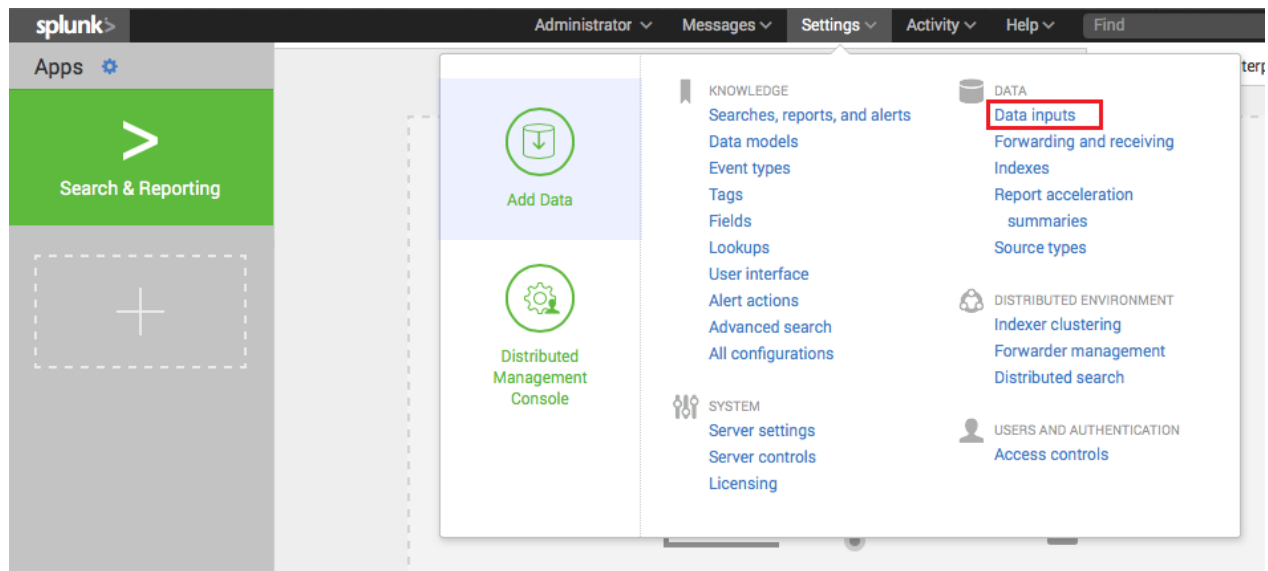 splunk>
Administrator Messages Settings Activity Help Find
Apps
>
Search & Reporting
Add Data
Distributed
Management
Console
KNOWLEDGE
Searches, reports, and alerts
Data models
Event types
Tags
Fields
Lookups
User interface
Alert actions
Advanced search
All configurations
SYSTEM
Server settings
Server controls
Licensing
DATA
Data inputs
Forwarding and receiving
Indexes
Report acceleration
summaries
Source types
DISTRIBUTED ENVIRONMENT
Indexer clustering
Forwarder management
Distributed search
USERS AND AUTHENTICATION
Access controls